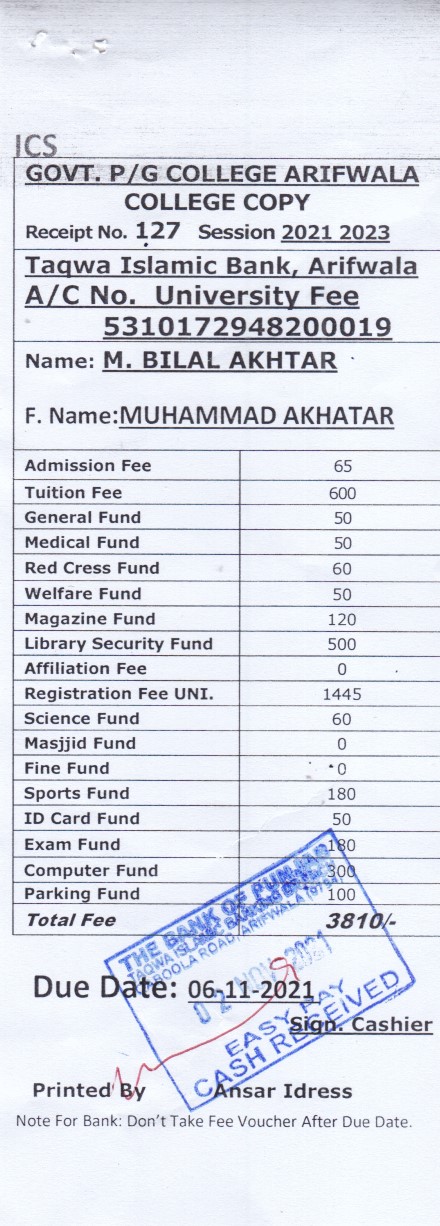 ICS
GOVT. P/G COLLEGE ARIFWALA
COLLEGE COPY
Receipt No. 127 Session 2021 2023
Taqwa Islamic Bank, Arifwala
A/C No. University Fee
5310172948200019
Name: M. BILAL AKHTAR
F. Name:MUHAMMAD AKHATAR
Admission Fee 65
Tuition Fee 600
General Fund 50
Medical Fund 50
Red Cress Fund 60
Welfare Fund 50
Magazine Fund 120
Library Security Fund 500
Affiliation Fee 0
Registration Fee UNI. 1445
Science Fund 60
Masjjid Fund 0
Fine Fund 0
Sports Fund 180
ID Card Fund 50
Exam Fund 180
Computer Fund 300
Parking Fund 100
Total Fee 3810/-
THE BANK OF PUNJAB
TAQWA ISLAMIC BANKING
QABOOLA ROAD, ARIFWALA
02 NOV 2021
EASY PAY
CASH RECEIVED
Due Date: 06-11-2021
Sign. Cashier
Printed By Ansar Idress
Note For Bank: Don't Take Fee Voucher After Due Date.